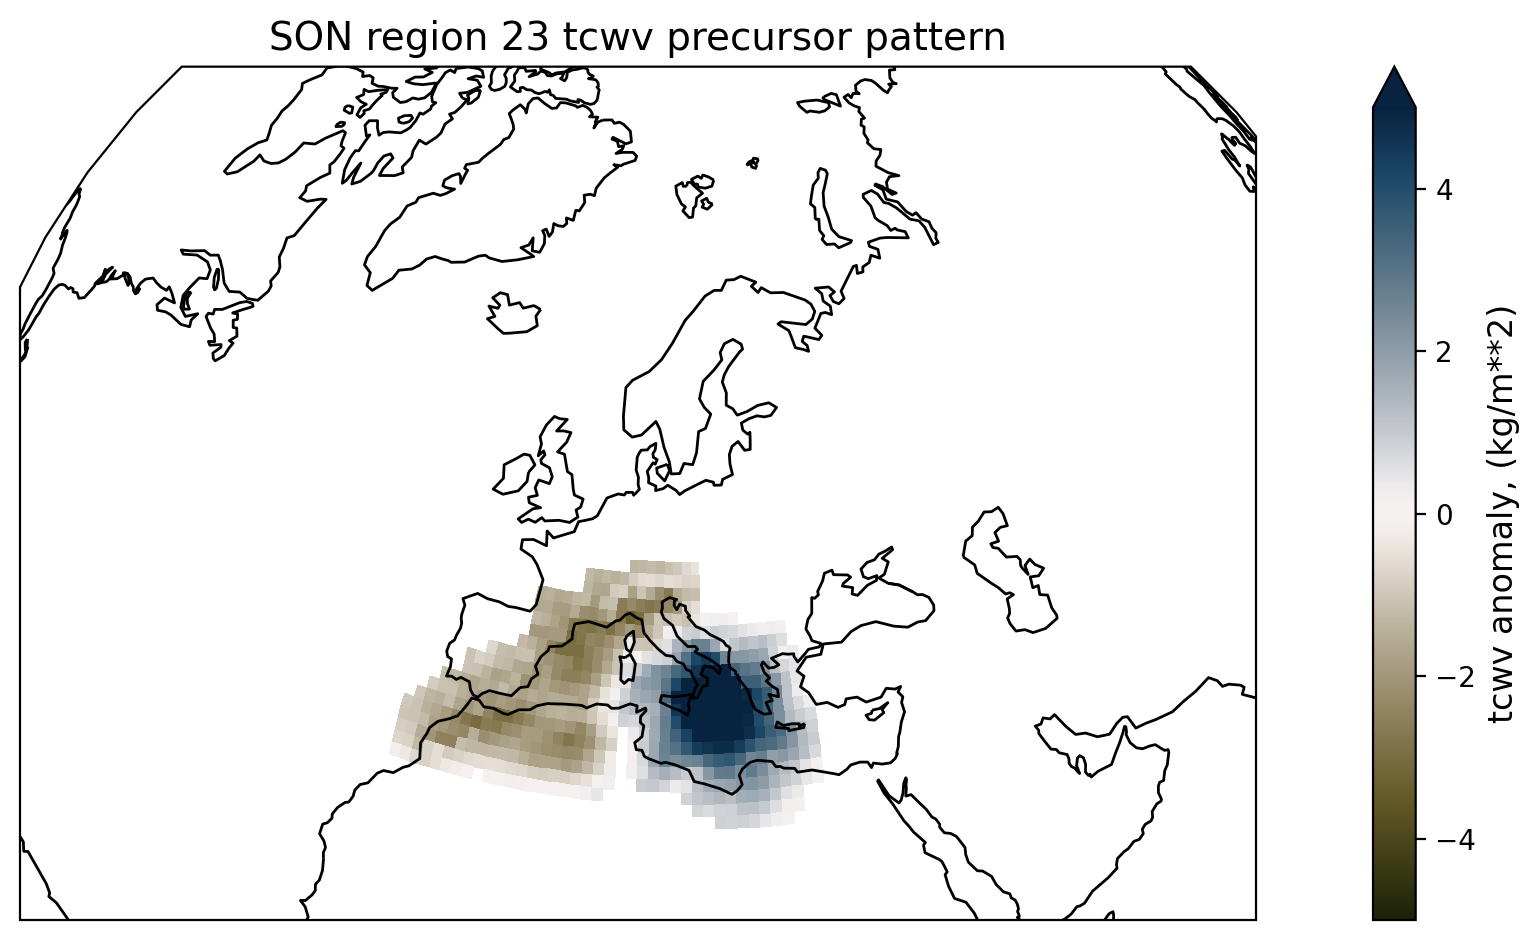 SON region 23 tcwv precursor pattern
4
2
0
−2
−4
tcwv anomaly, (kg/m**2)